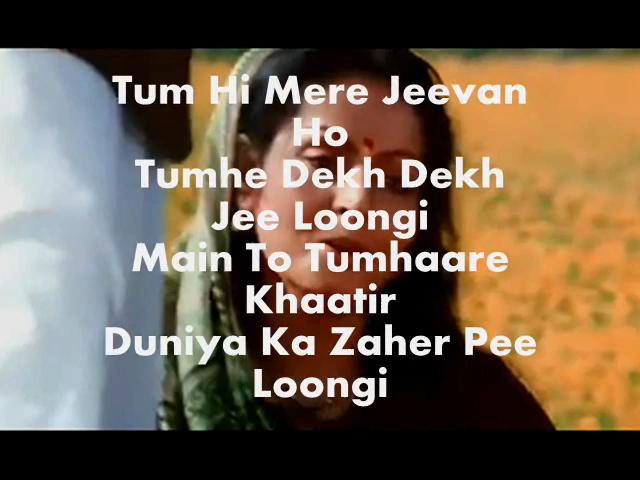 Tum Hi Mere Jeevan
Ho
Tumhe Dekh Dekh
Jee Loongi
Main To Tumhaare
Khaatir
Duniya Ka Zaher Pee
Loongi